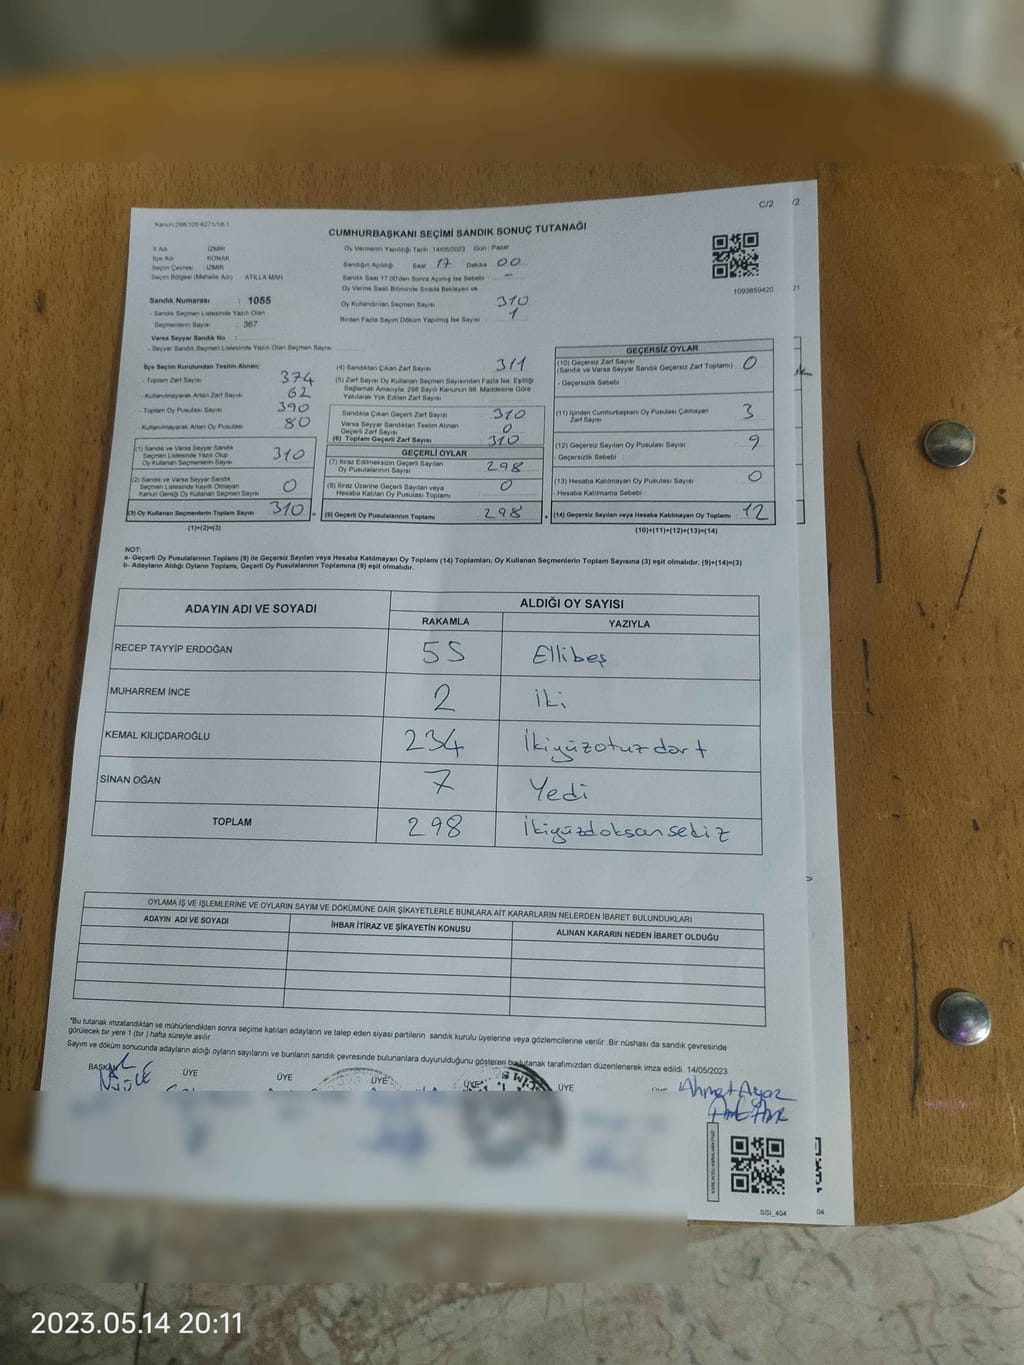 C/2
/2
Kanun:298/105-6271/16-1
CUMHURBAŞKANI SEÇİMİ SANDIK SONUÇ TUTANAĞI
İl Adı : İZMİR
İlçe Adı : KONAK
Seçim Çevresi : İZMİR
Seçim Bölgesi (Mahalle Adı) : ATİLLA MAH
Oy Vermenin Yapıldığı Tarih : 14/05/2023 Gün : Pazar
Sandığın Açıldığı Saat 17 Dakika 00
Sandık Saat 17:00'den Sonra Açılmış İse Sebebi : -
Oy Verme Saati Bitiminde Sırada Bekleyen ve
Oy Kullandırılan Seçmen Sayısı 310
Birden Fazla Sayım Döküm Yapılmış İse Sayısı 1
1093859420
21
Sandık Numarası : 1055
- Sandık Seçmen Listesinde Yazılı Olan
Seçmenlerin Sayısı : 367
Varsa Seyyar Sandık No :
- Seyyar Sandık Seçmen Listesinde Yazılı Olan Seçmen Sayısı :
İlçe Seçim Kurulundan Teslim Alınan;
- Toplam Zarf Sayısı 374
- Kullanılmayarak Artan Zarf Sayısı 62
- Toplam Oy Pusulası Sayısı 390
- Kullanılmayarak Artan Oy Pusulası 80
(1) Sandık ve Varsa Seyyar Sandık
Seçmen Listesinde Yazılı Olup
Oy Kullanan Seçmenlerin Sayısı 310
(2) Sandık ve Varsa Seyyar Sandık
Seçmen Listesinde Kayıtlı Olmayan
Kanun Gereği Oy Kullanan Seçmen Sayısı 0
(3) Oy Kullanan Seçmenlerin Toplam Sayısı 310
(1)+(2)=(3)
(4) Sandıktan Çıkan Zarf Sayısı 311
(5) Zarf Sayısı Oy Kullanan Seçmen Sayısından Fazla İse, Eşitliği
Sağlamak Amacıyla, 298 Sayılı Kanunun 98. Maddesine Göre
Yakılarak Yok Edilen Zarf Sayısı
Sandıkta Çıkan Geçerli Zarf Sayısı 310
Varsa Seyyar Sandıktan Teslim Alınan
Geçerli Zarf Sayısı 0
(6) Toplam Geçerli Zarf Sayısı 310
GEÇERLİ OYLAR
(7) İtiraz Edilmeksizin Geçerli Sayılan
Oy Pusulalarının Sayısı 298
(8) İtiraz Üzerine Geçerli Sayılan veya
Hesaba Katılan Oy Pusulası Toplamı 0
(9) Geçerli Oy Pusulalarının Toplamı 298
GEÇERSİZ OYLAR
(10) Geçersiz Zarf Sayısı
(Sandık ve Varsa Seyyar Sandık Geçersiz Zarf Toplamı) : 0
- Geçersizlik Sebebi :
(11) İçinden Cumhurbaşkanı Oy Pusulası Çıkmayan
Zarf Sayısı 3
(12) Geçersiz Sayılan Oy Pusulası Sayısı 9
- Geçersizlik Sebebi :
(13) Hesaba Katılmayan Oy Sayısı 0
- Hesaba Katılmama Sebebi :
(14) Geçersiz Sayılan veya Hesaba Katılmayan Oy Toplamı 12
(10)+(11)+(12)+(13)=(14)
NOT:
a- Geçerli Oy Pusulalarının Toplamı (9) ile Geçersiz Sayılan veya Hesaba Katılmayan Oy Toplamı (14) Toplamları, Oy Kullanan Seçmenlerin Toplam Sayısına (3) eşit olmalıdır. (9)+(14)=(3)
b- Adayların Aldığı Oyların Toplamı, Geçerli Oy Pusulalarının Toplamına (9) eşit olmalıdır.
ADAYIN ADI VE SOYADI
ALDIĞI OY SAYISI
RAKAMLA YAZIYLA
RECEP TAYYİP ERDOĞAN 55 Ellibeş
MUHARREM İNCE 2 İki
KEMAL KILIÇDAROĞLU 234 İkiyüzotuzdört
SİNAN OĞAN 7 Yedi
TOPLAM 298 İkiyüzdoksansekiz
OYLAMA İŞ VE İŞLEMLERİNE VE OYLARIN SAYIM VE DÖKÜMÜNE DAİR ŞİKAYETLERLE BUNLARA AİT KARARLARIN NELERDEN İBARET BULUNDUKLARI
ADAYIN ADI VE SOYADI İHBAR İTİRAZ VE ŞİKAYETİN KONUSU ALINAN KARARIN NEDEN İBARET OLDUĞU
*Bu tutanak imzalandıktan ve mühürlendikten sonra seçime katılan adayların ve talep eden siyasi partilerin sandık kurulu üyelerine veya gözlemcilerine verilir .Bir nüshası da sandık çevresinde
görülecek bir yere 1 (bir ) hafta süreyle asılır.
Sayım ve döküm sonucunda adayların aldığı oyların sayılarını ve bunların sandık çevresinde bulunanlara duyurulduğunu gösteren bu tutanak tarafımızdan düzenlenerek imza edildi. 14/05/2023
BAŞKAN ÜYE ÜYE ÜYE ÜYE ÜYE
Ahmet Ayaz
SSI_404
04
2023.05.14 20:11